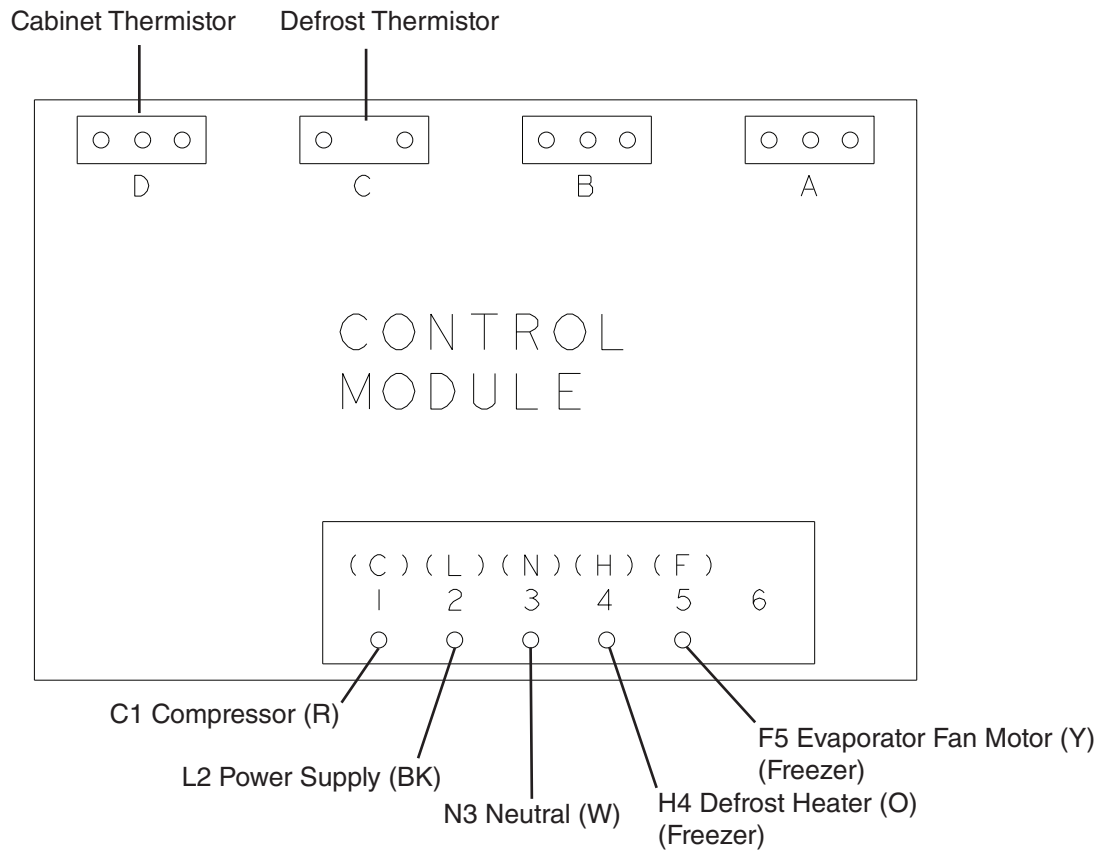 Cabinet Thermistor
Defrost Thermistor
D
C
B
A
CONTROL
MODULE
(C) (L) (N) (H) (F)
1 2 3 4 5 6
C1 Compressor (R)
L2 Power Supply (BK)
N3 Neutral (W)
H4 Defrost Heater (O)
(Freezer)
F5 Evaporator Fan Motor (Y)
(Freezer)